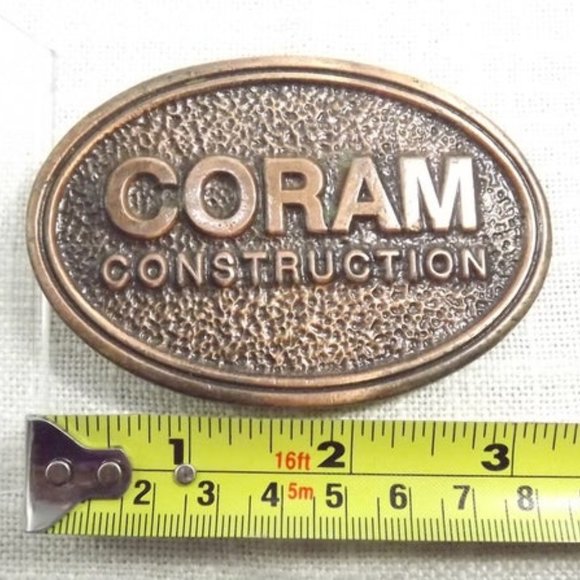 CORAM
CONSTRUCTION
1 16ft 2 3
2 3 4 5m 5 6 7 8